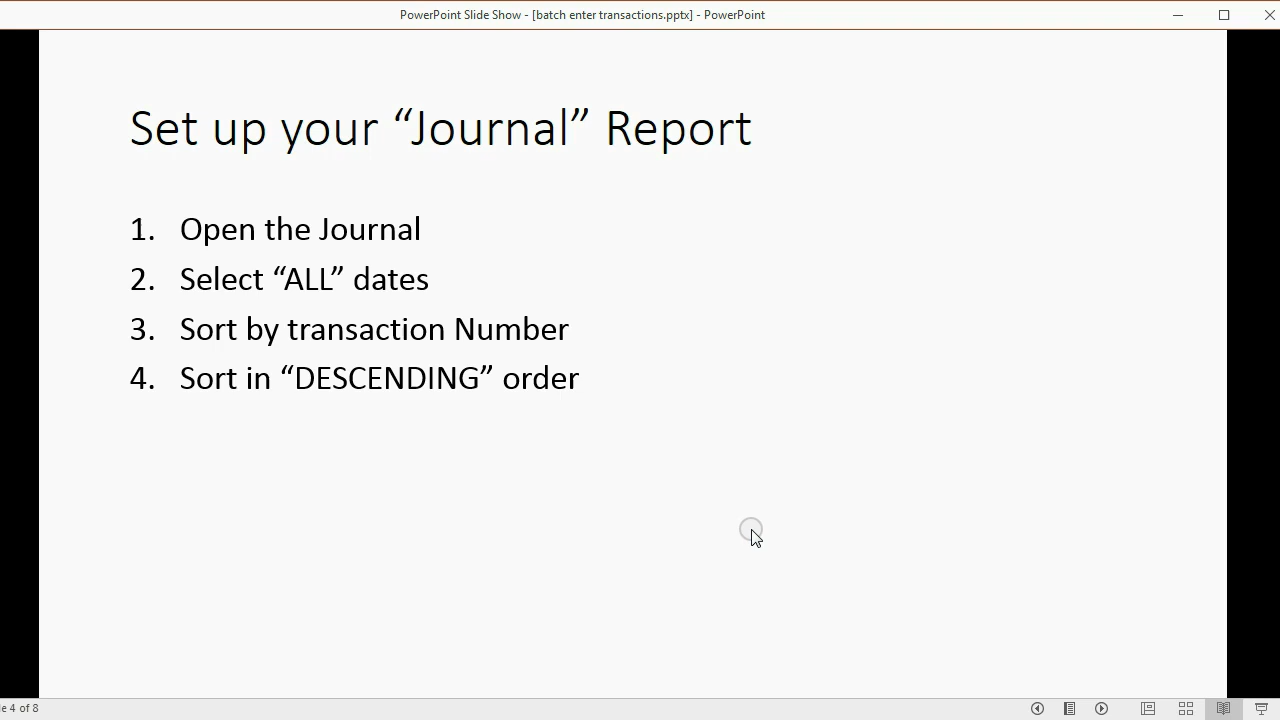 PowerPoint Slide Show - [batch enter transactions.pptx] - PowerPoint
Set up your “Journal” Report
1. Open the Journal
2. Select “ALL” dates
3. Sort by transaction Number
4. Sort in “DESCENDING” order
le 4 of 8